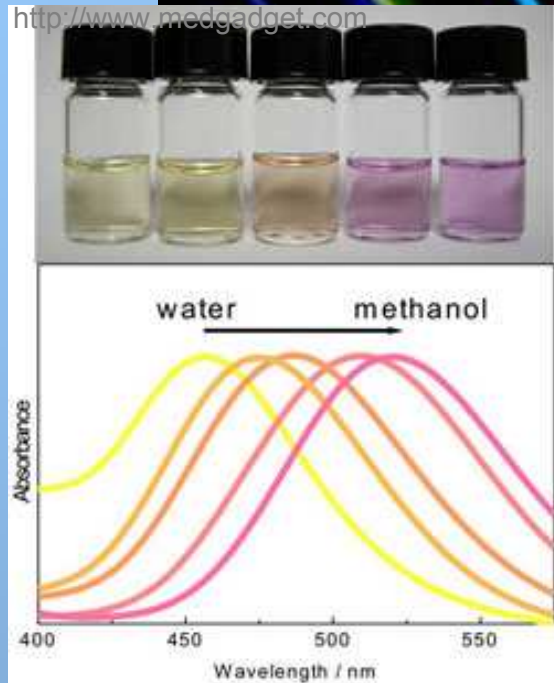 http://www.medgadget.com
water methanol
Absorbance
400 450 500 550
Wavelength / nm